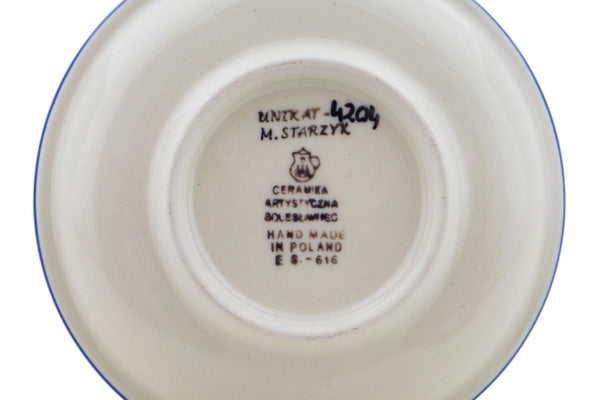 UNIKAT-4204
M. STARZYK
CERAMIKA
ARTYSTYCZNA
BOLESŁAWIEC
HAND MADE
IN POLAND
E S.-616